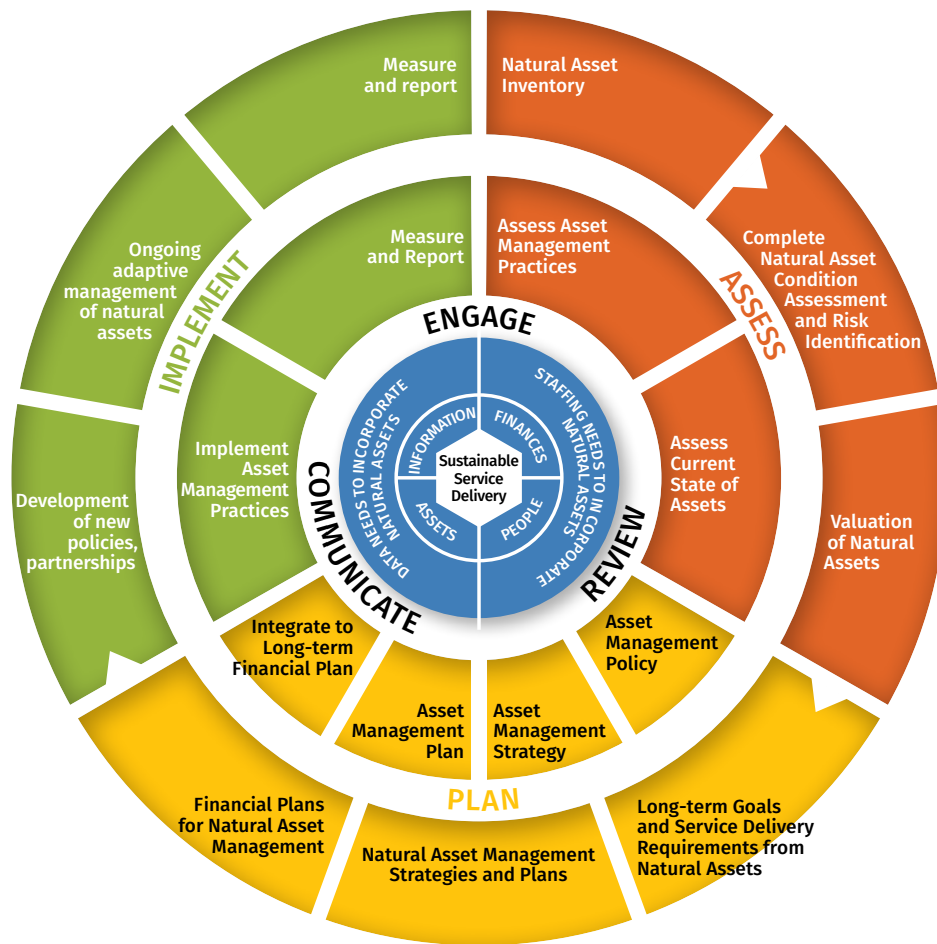 Measure
and report
Natural Asset
Inventory
Complete
Natural Asset
Condition
Assessment
and Risk
Identification
Valuation
of Natural
Assets
Long-term Goals
and Service Delivery
Requirements from
Natural Assets
Natural Asset Management
Strategies and Plans
Financial Plans
for Natural Asset
Management
Development
of new
policies,
partnerships
Ongoing
adaptive
management
of natural
assets
IMPLEMENT
ASSESS
PLAN
Measure
and Report
Assess Asset
Management
Practices
Assess
Current
State of
Assets
Asset
Management
Policy
Asset
Management
Strategy
Asset
Management
Plan
Integrate to
Long-term
Financial Plan
Implement
Asset
Management
Practices
ENGAGE
REVIEW
COMMUNICATE
DATA NEEDS TO INCORPORATE
NATURAL ASSETS
STAFFING NEEDS TO IN CORPORATE
NATURAL ASSETS
INFORMATION
FINANCES
PEOPLE
ASSETS
Sustainable
Service
Delivery